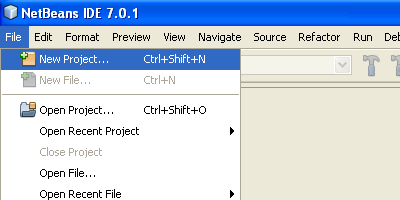 NetBeans IDE 7.0.1
File Edit Format Preview View Navigate Source Refactor Run Debug
New Project... Ctrl+Shift+N
New File... Ctrl+N
Open Project... Ctrl+Shift+O
Open Recent Project
Close Project
Open File...
Open Recent File